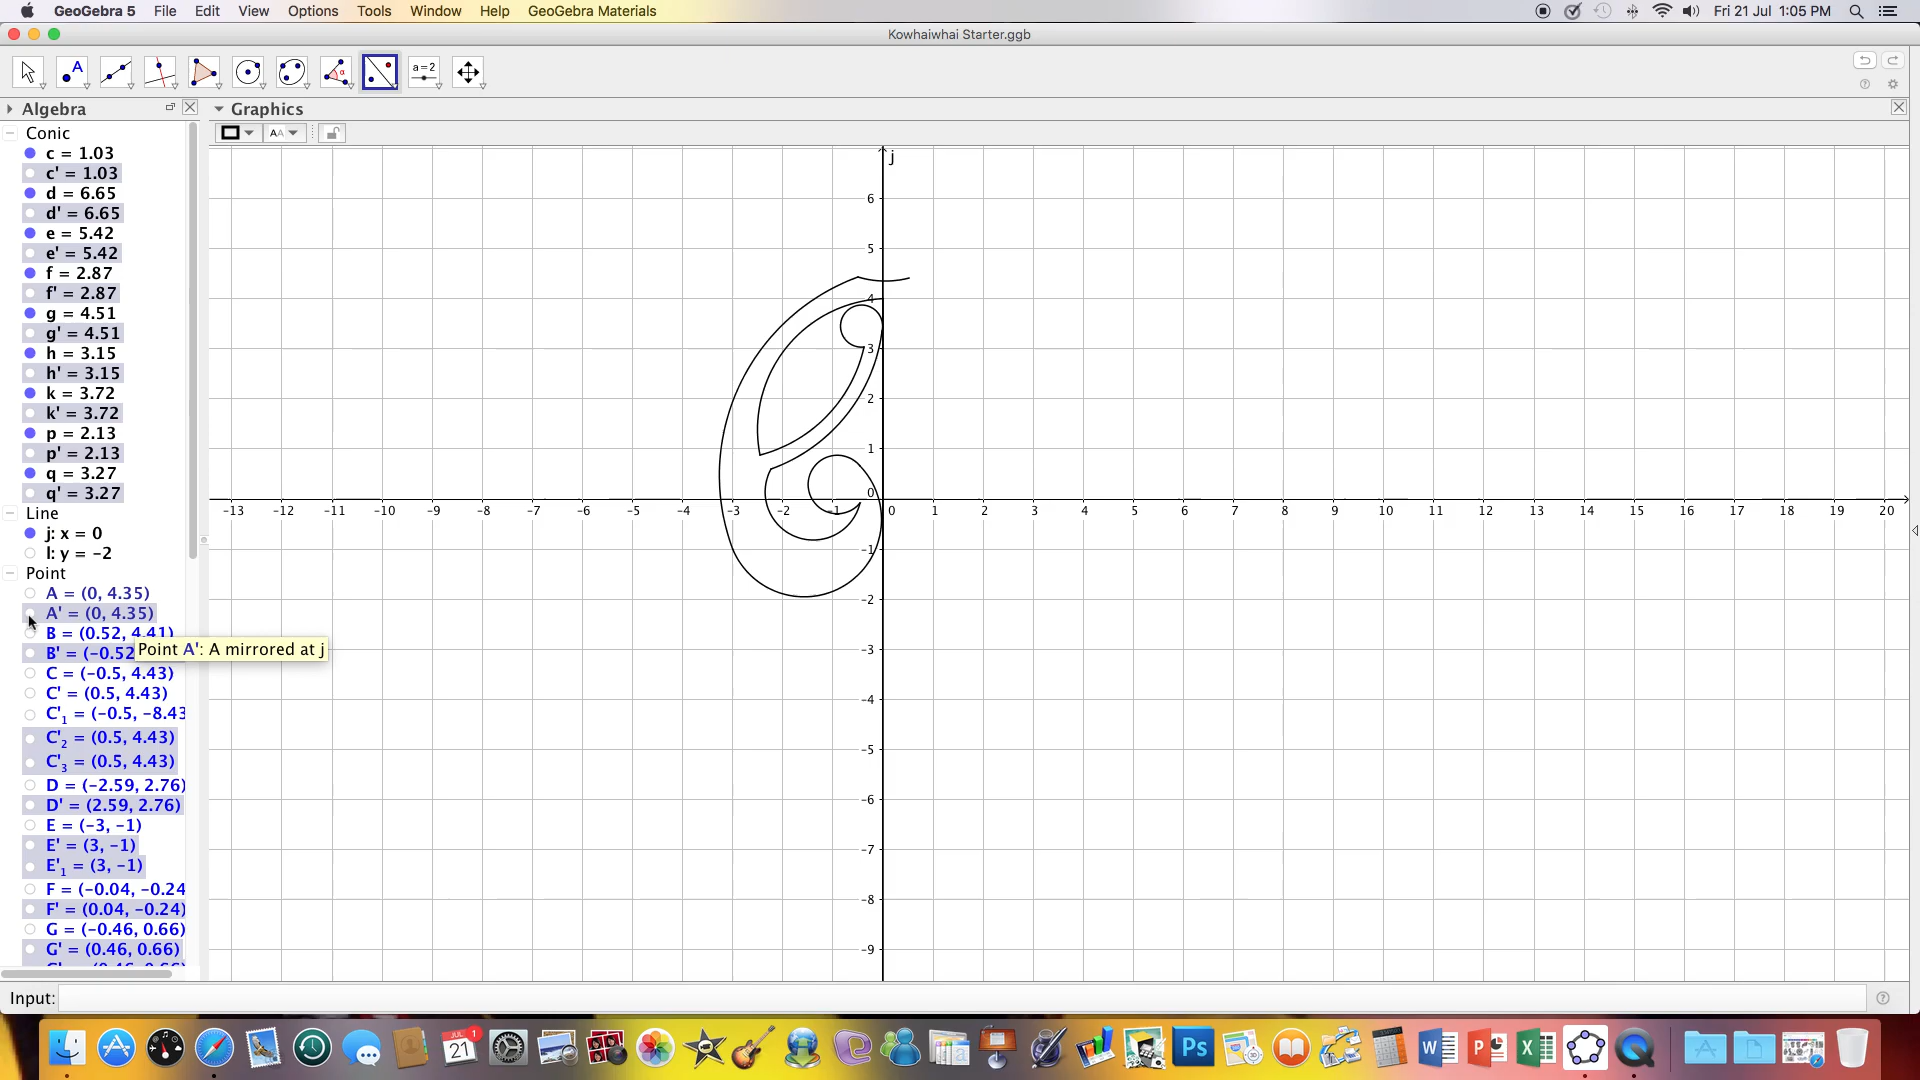 GeoGebra 5 File Edit View Options Tools Window Help GeoGebra Materials Fri 21 Jul 1:05 PM
Kowhaiwhai Starter.ggb
A α a=2
Algebra
Graphics
AA
Conic
c = 1.03
c' = 1.03
d = 6.65
d' = 6.65
e = 5.42
e' = 5.42
f = 2.87
f' = 2.87
g = 4.51
g' = 4.51
h = 3.15
h' = 3.15
k = 3.72
k' = 3.72
p = 2.13
p' = 2.13
q = 3.27
q' = 3.27
Line
j: x = 0
l: y = -2
Point
A = (0, 4.35)
A' = (0, 4.35)
B = (0.52, 4.41)
B' = (-0.52
Point A': A mirrored at j
C = (-0.5, 4.43)
C' = (0.5, 4.43)
C'1 = (-0.5, -8.43
C'2 = (0.5, 4.43)
C'3 = (0.5, 4.43)
D = (-2.59, 2.76)
D' = (2.59, 2.76)
E = (-3, -1)
E' = (3, -1)
E'1 = (3, -1)
F = (-0.04, -0.24
F' = (0.04, -0.24)
G = (-0.46, 0.66)
G' = (0.46, 0.66)
j
6
5
4
3
2
1
0
-13 -12 -11 -10 -9 -8 -7 -6 -5 -4 -3 -2 -1 0 1 2 3 4 5 6 7 8 9 10 11 12 13 14 15 16 17 18 19 20
-1
-2
-3
-4
-5
-6
-7
-8
-9
Input:
JUL
21
1
Ps
W
P
X